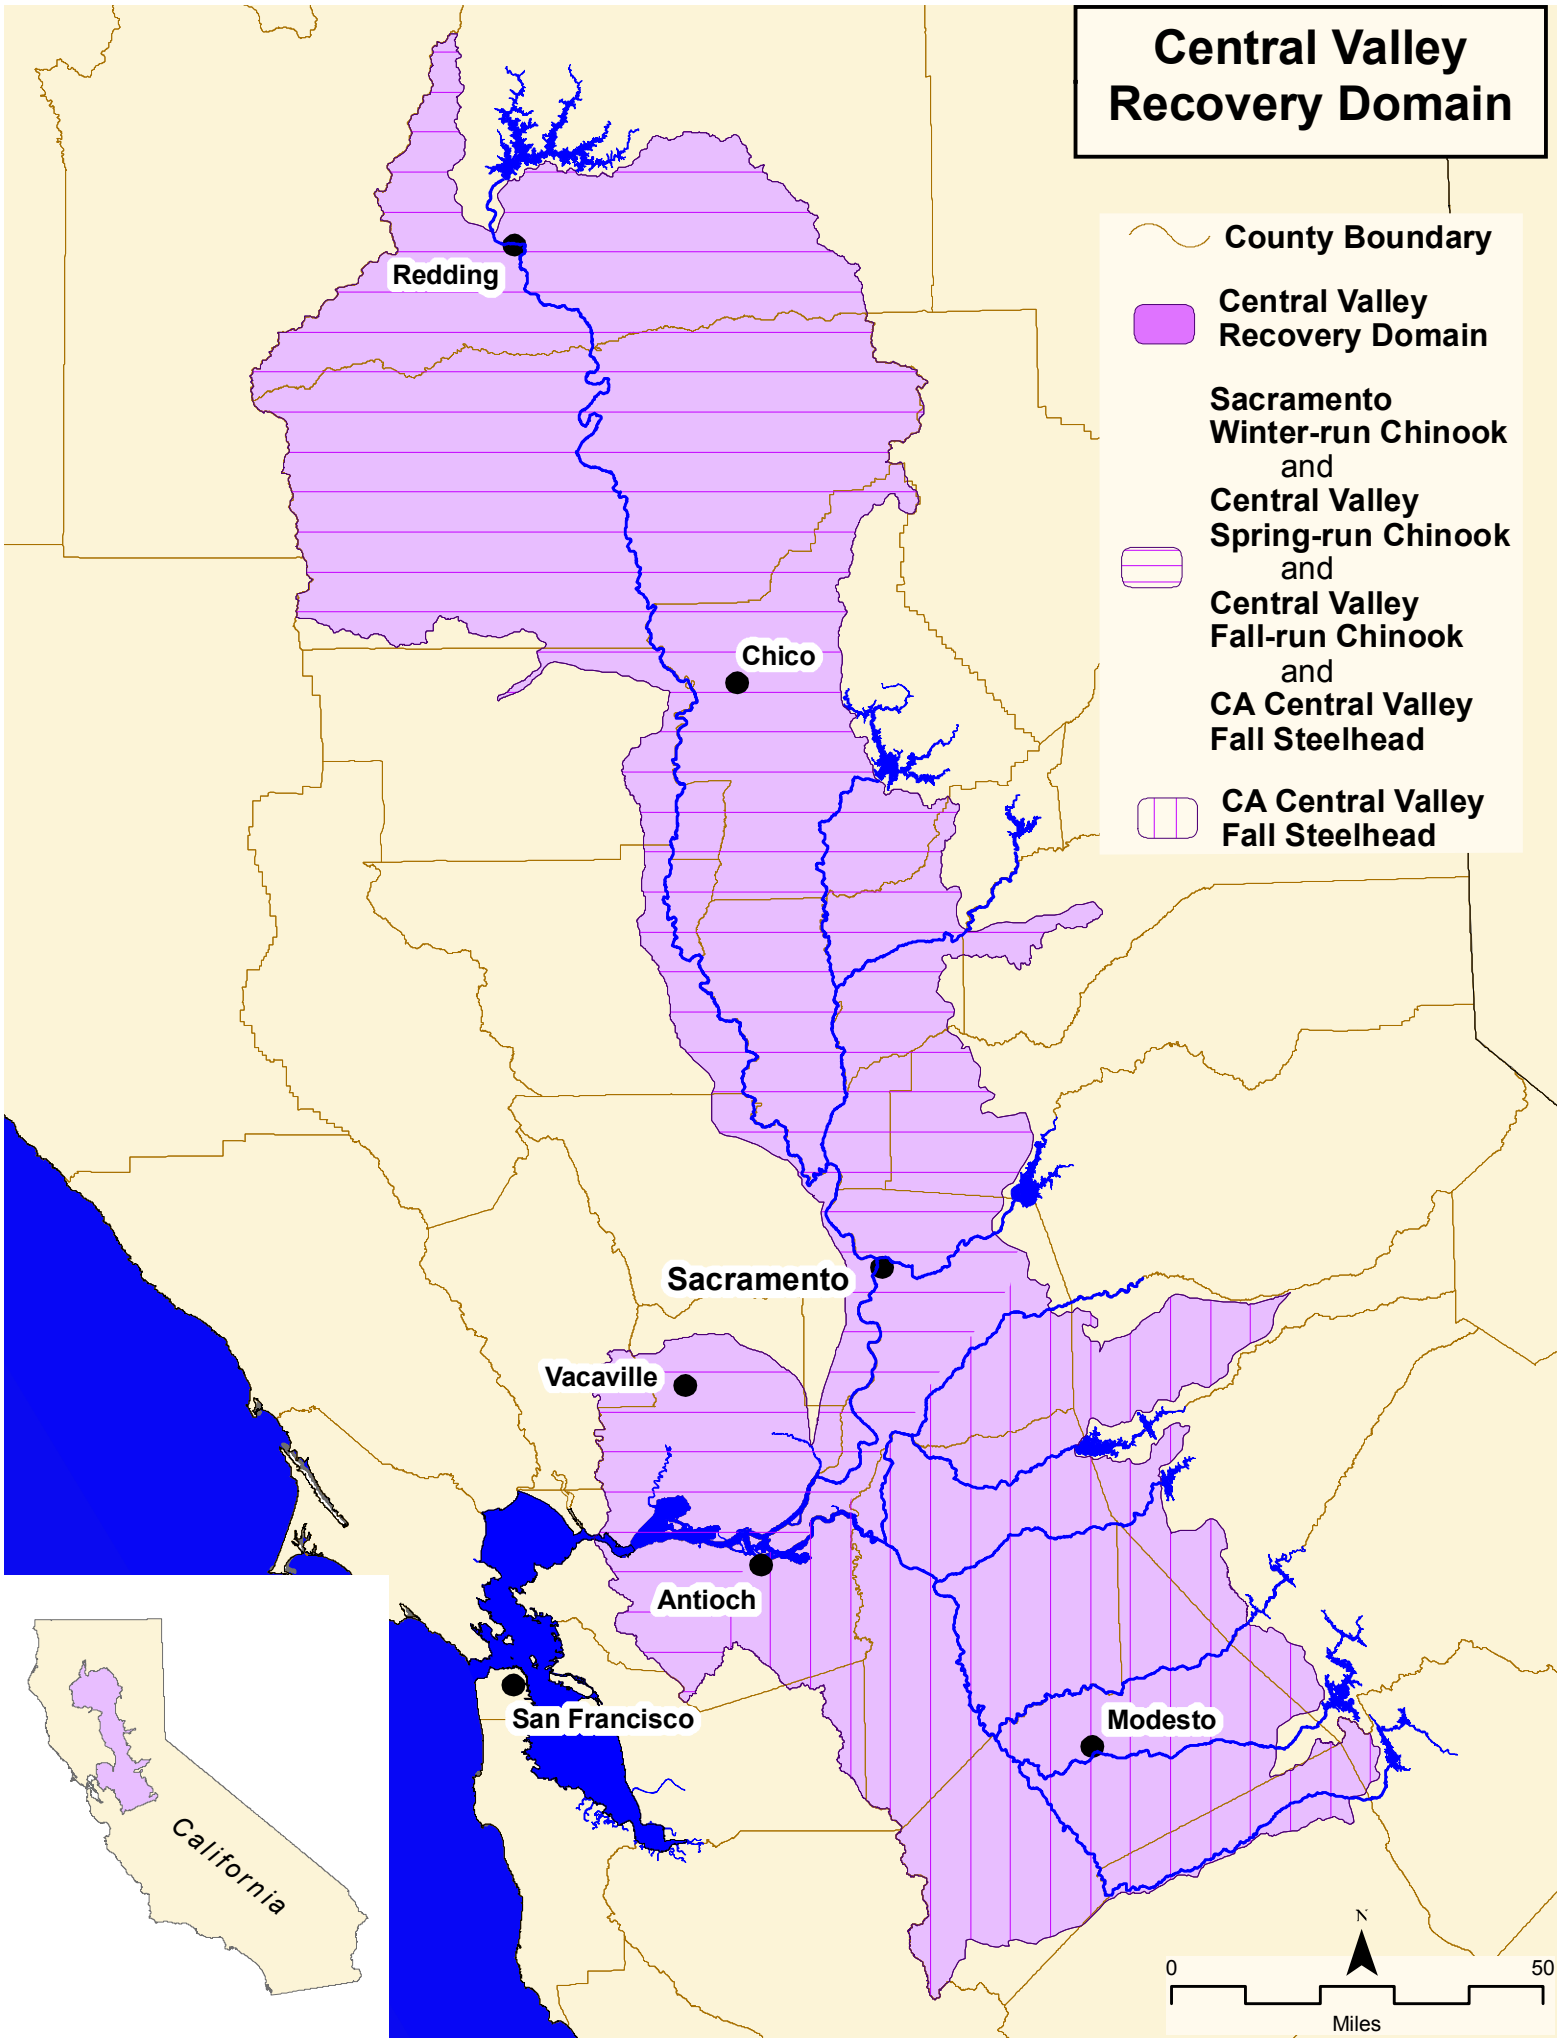 Central Valley
Recovery Domain
County Boundary
Central Valley
Recovery Domain
Sacramento
Winter-run Chinook
and
Central Valley
Spring-run Chinook
and
Central Valley
Fall-run Chinook
and
CA Central Valley
Fall Steelhead
CA Central Valley
Fall Steelhead
Redding
Chico
Sacramento
Vacaville
Antioch
San Francisco
Modesto
California
N
0
50
Miles